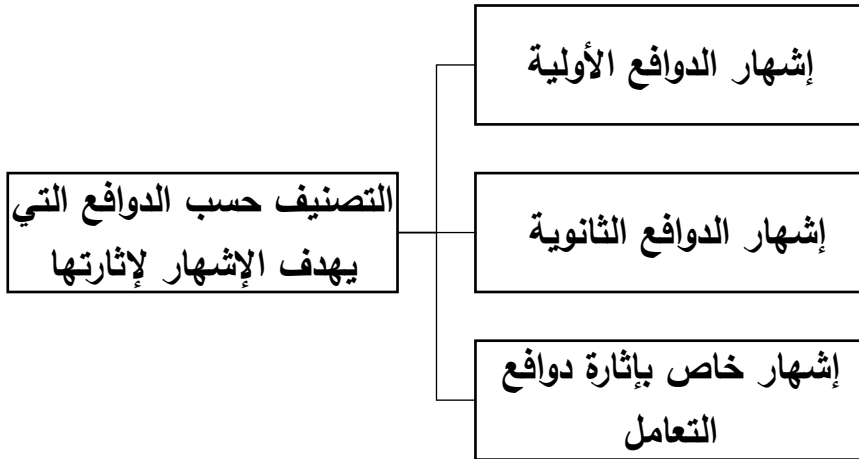 إشهار الدوافع الأولية
التصنيف حسب الدوافع التي
يهدف الإشهار لإثارتها
إشهار الدوافع الثانوية
إشهار خاص بإثارة دوافع
التعامل